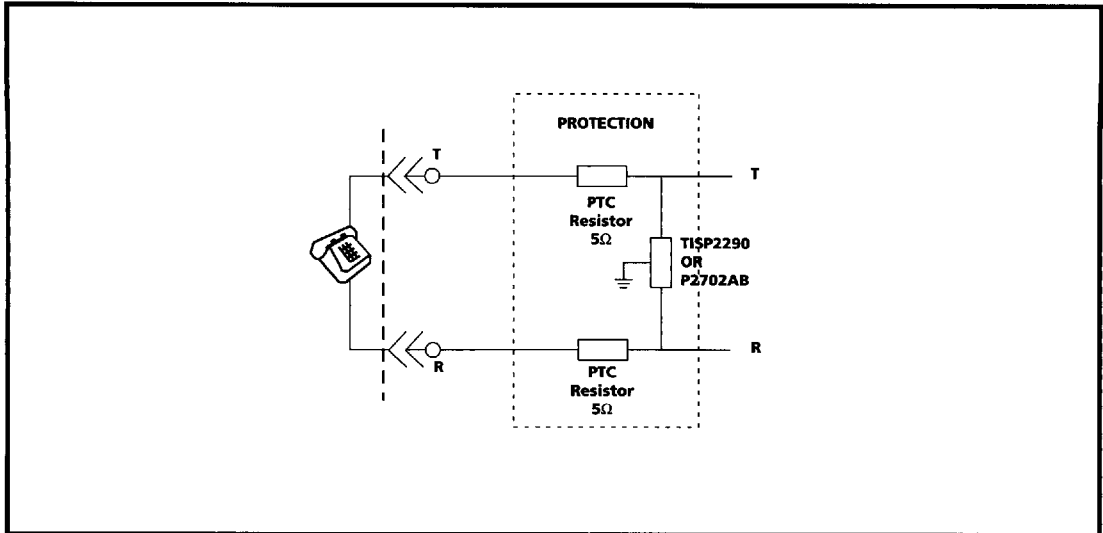 PROTECTION
T
T
PTC
Resistor
5Ω
TISP2290
OR
P2702AB
R
R
PTC
Resistor
5Ω